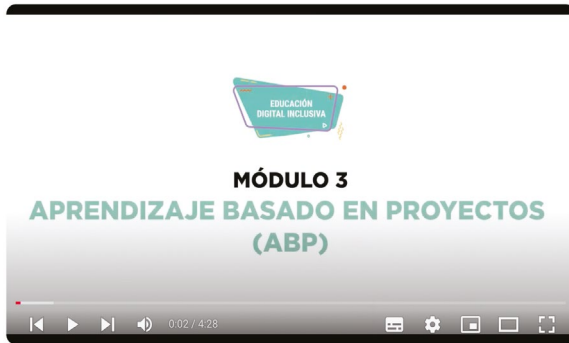 EDUCACIÓN
DIGITAL INCLUSIVA
MÓDULO 3
APRENDIZAJE BASADO EN PROYECTOS
(ABP)
0:02 / 4:28